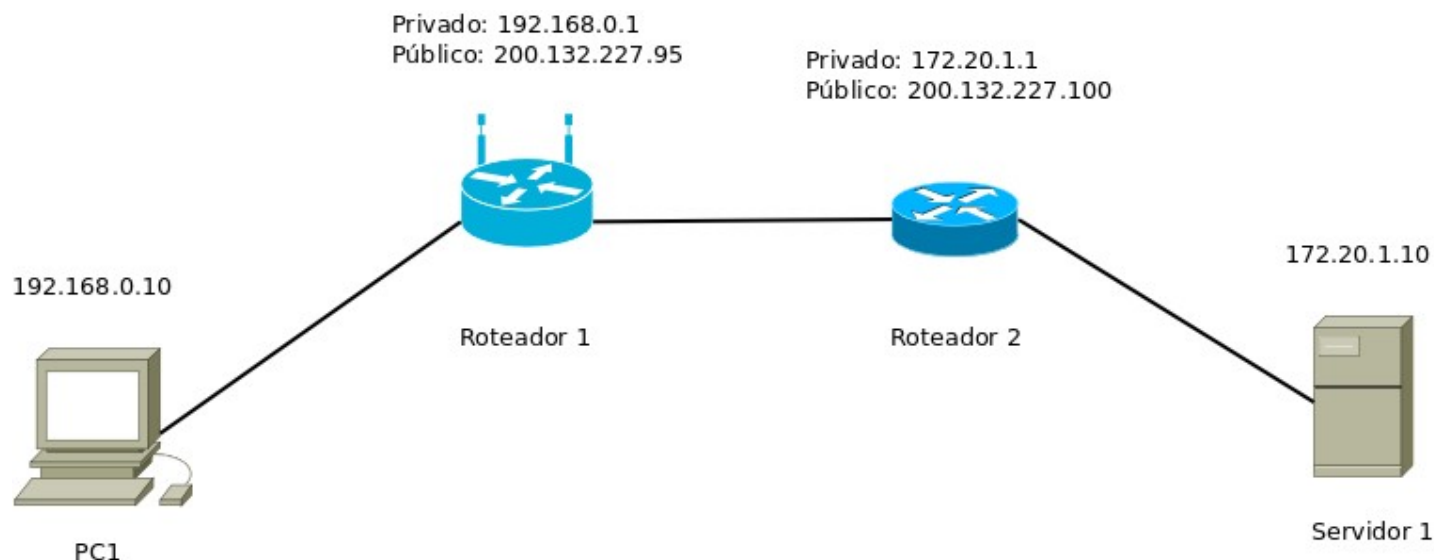 Privado: 192.168.0.1
Público: 200.132.227.95
Privado: 172.20.1.1
Público: 200.132.227.100
192.168.0.10
172.20.1.10
Roteador 1
Roteador 2
PC1
Servidor 1